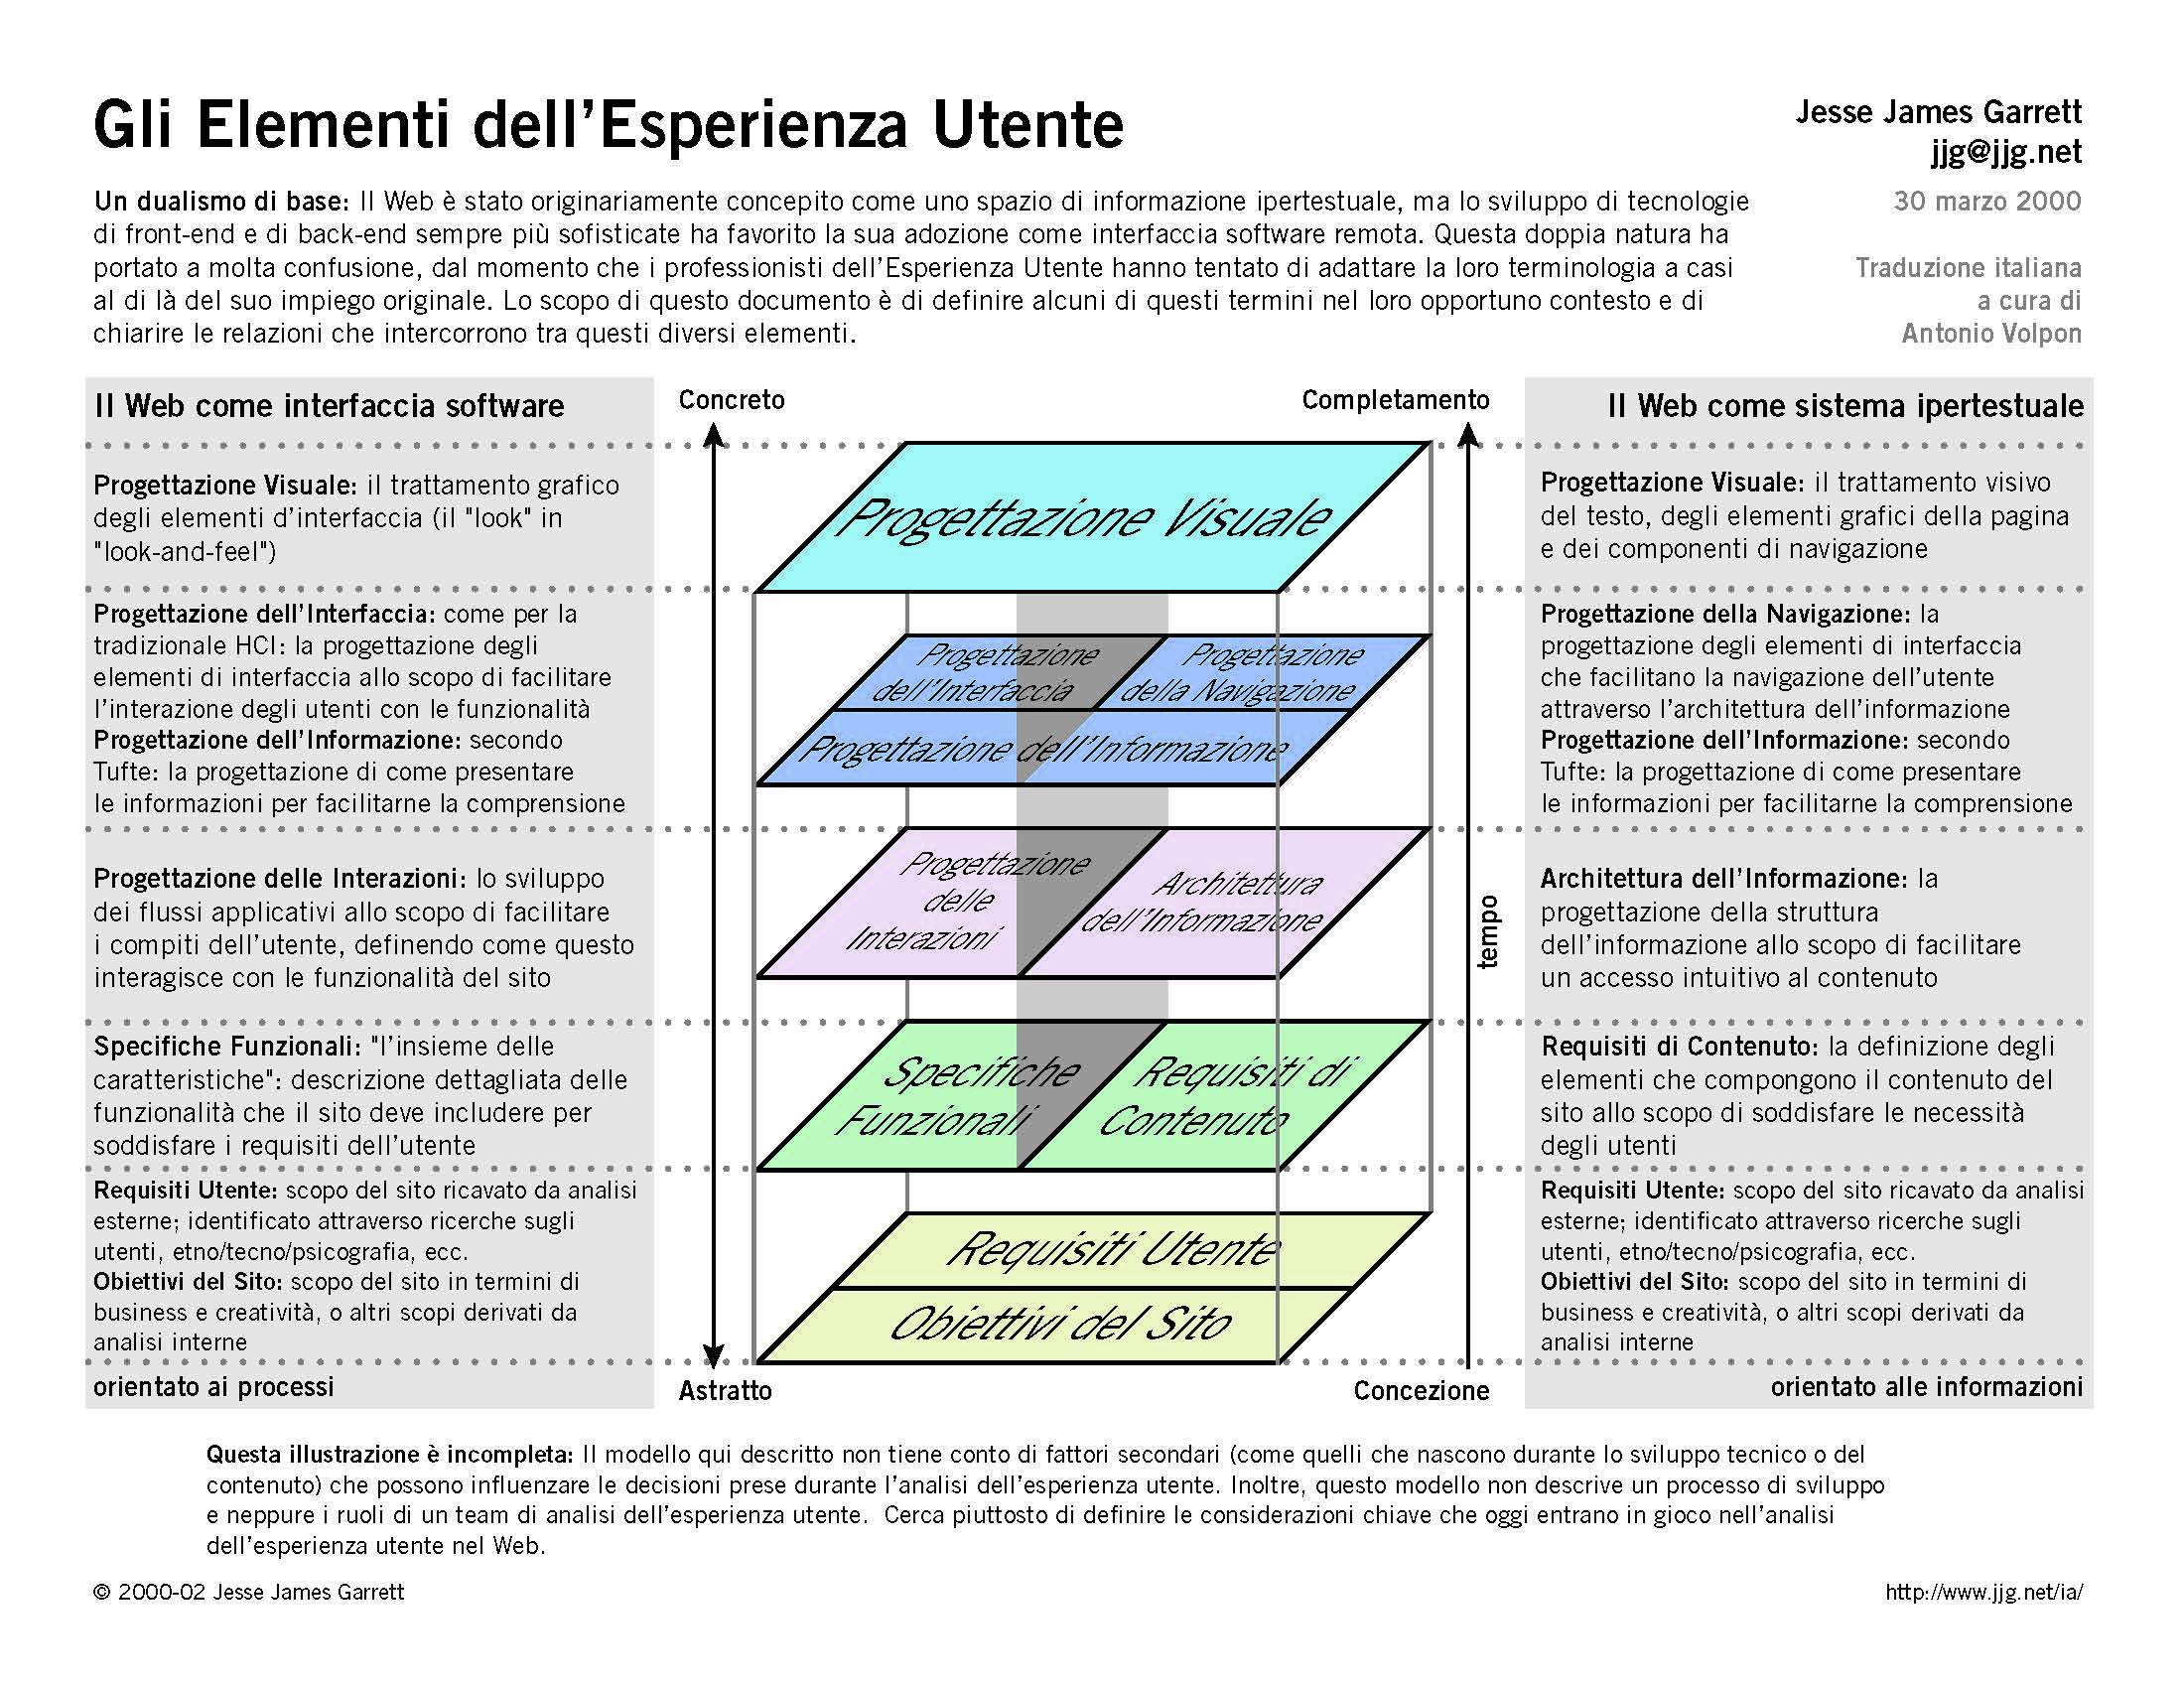 Gli Elementi dell'Esperienza Utente
Jesse James Garrett
jjg@jjg.net
30 marzo 2000
Traduzione italiana
a cura di
Antonio Volpon
Un dualismo di base: Il Web è stato originariamente concepito come uno spazio di informazione ipertestuale, ma lo sviluppo di tecnologie
di front-end e di back-end sempre più sofisticate ha favorito la sua adozione come interfaccia software remota. Questa doppia natura ha
portato a molta confusione, dal momento che i professionisti dell'Esperienza Utente hanno tentato di adattare la loro terminologia a casi
al di là del suo impiego originale. Lo scopo di questo documento è di definire alcuni di questi termini nel loro opportuno contesto e di
chiarire le relazioni che intercorrono tra questi diversi elementi.
Il Web come interfaccia software
Progettazione Visuale: il trattamento grafico
degli elementi d'interfaccia (il "look" in
"look-and-feel")
Progettazione dell'Interfaccia: come per la
tradizionale HCI: la progettazione degli
elementi di interfaccia allo scopo di facilitare
l'interazione degli utenti con le funzionalità
Progettazione dell'Informazione: secondo
Tufte: la progettazione di come presentare
le informazioni per facilitarne la comprensione
Progettazione delle Interazioni: lo sviluppo
dei flussi applicativi allo scopo di facilitare
i compiti dell'utente, definendo come questo
interagisce con le funzionalità del sito
Specifiche Funzionali: "l'insieme delle
caratteristiche": descrizione dettagliata delle
funzionalità che il sito deve includere per
soddisfare i requisiti dell'utente
Requisiti Utente: scopo del sito ricavato da analisi
esterne; identificato attraverso ricerche sugli
utenti, etno/tecno/psicografia, ecc.
Obiettivi del Sito: scopo del sito in termini di
business e creatività, o altri scopi derivati da
analisi interne
orientato ai processi
Concreto
Completamento
Progettazione Visuale
Progettazione
dell'Interfaccia
Progettazione
della Navigazione
Progettazione dell'Informazione
Progettazione
delle
Interazioni
Architettura
dell'Informazione
tempo
Specifiche
Funzionali
Requisiti di
Contenuto
Requisiti Utente
Obiettivi del Sito
Astratto
Concezione
Il Web come sistema ipertestuale
Progettazione Visuale: il trattamento visivo
del testo, degli elementi grafici della pagina
e dei componenti di navigazione
Progettazione della Navigazione: la
progettazione degli elementi di interfaccia
che facilitano la navigazione dell'utente
attraverso l'architettura dell'informazione
Progettazione dell'Informazione: secondo
Tufte: la progettazione di come presentare
le informazioni per facilitarne la comprensione
Architettura dell'Informazione: la
progettazione della struttura
dell'informazione allo scopo di facilitare
un accesso intuitivo al contenuto
Requisiti di Contenuto: la definizione degli
elementi che compongono il contenuto del
sito allo scopo di soddisfare le necessità
degli utenti
Requisiti Utente: scopo del sito ricavato da analisi
esterne; identificato attraverso ricerche sugli
utenti, etno/tecno/psicografia, ecc.
Obiettivi del Sito: scopo del sito in termini di
business e creatività, o altri scopi derivati da
analisi interne
orientato alle informazioni
Questa illustrazione è incompleta: Il modello qui descritto non tiene conto di fattori secondari (come quelli che nascono durante lo sviluppo tecnico o del
contenuto) che possono influenzare le decisioni prese durante l'analisi dell'esperienza utente. Inoltre, questo modello non descrive un processo di sviluppo
e neppure i ruoli di un team di analisi dell'esperienza utente. Cerca piuttosto di definire le considerazioni chiave che oggi entrano in gioco nell'analisi
dell'esperienza utente nel Web.
© 2000-02 Jesse James Garrett
http://www.jjg.net/ia/